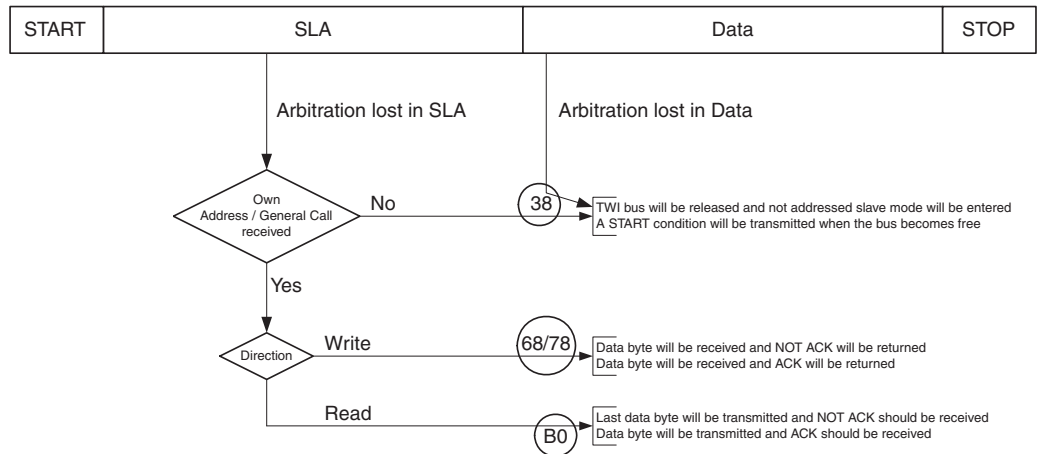 START SLA Data STOP
Arbitration lost in SLA Arbitration lost in Data
Own
Address / General Call
received
No
38
TWI bus will be released and not addressed slave mode will be entered
A START condition will be transmitted when the bus becomes free
Yes
Direction
Write
68/78
Data byte will be received and NOT ACK will be returned
Data byte will be received and ACK will be returned
Read
B0
Last data byte will be transmitted and NOT ACK should be received
Data byte will be transmitted and ACK should be received